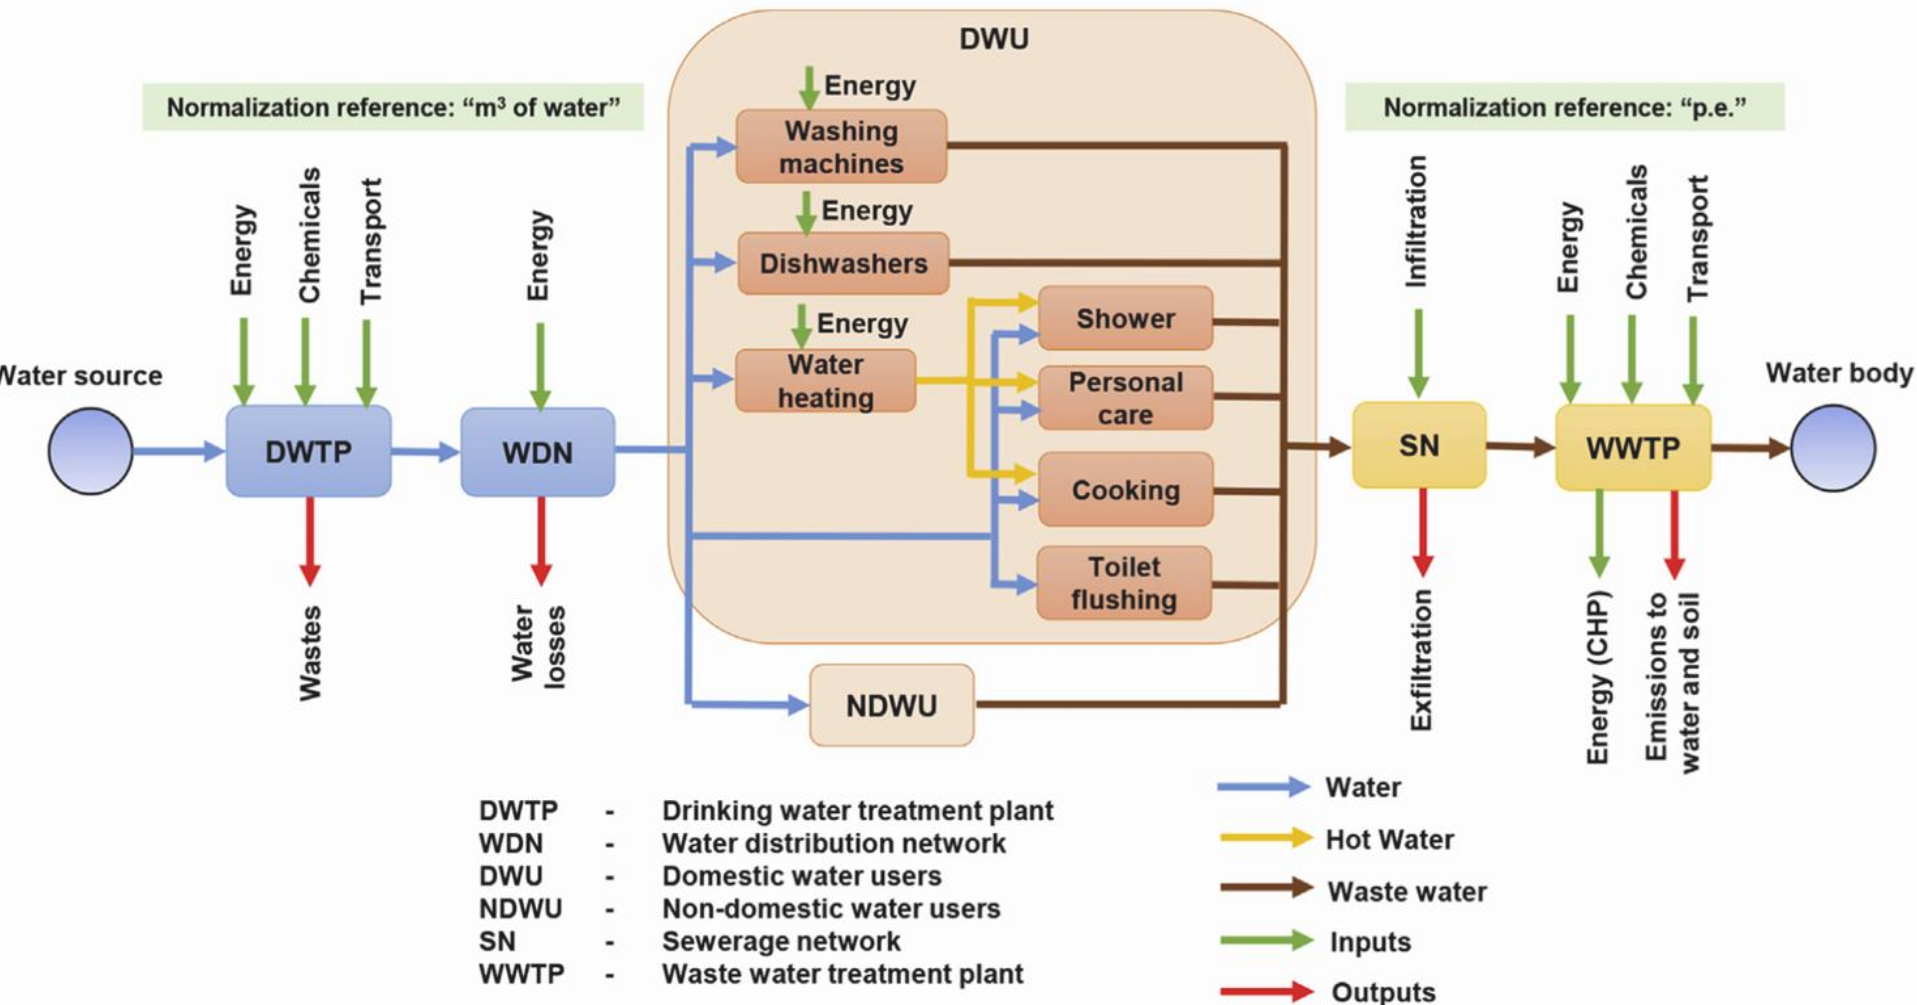 DWU
Normalization reference: “m³ of water”
Normalization reference: “p.e.”
Energy
Washing
machines
Energy
Dishwashers
Energy
Water
heating
Shower
Personal
care
Cooking
Toilet
flushing
NDWU
Energy
Chemicals
Transport
Energy
Water source
DWTP
WDN
Wastes
Water
losses
Infiltration
Energy
Chemicals
Transport
Water body
SN
WWTP
Exfiltration
Energy (CHP)
Emissions to
water and soil
DWTP - Drinking water treatment plant
WDN - Water distribution network
DWU - Domestic water users
NDWU - Non-domestic water users
SN - Sewerage network
WWTP - Waste water treatment plant
Water
Hot Water
Waste water
Inputs
Outputs